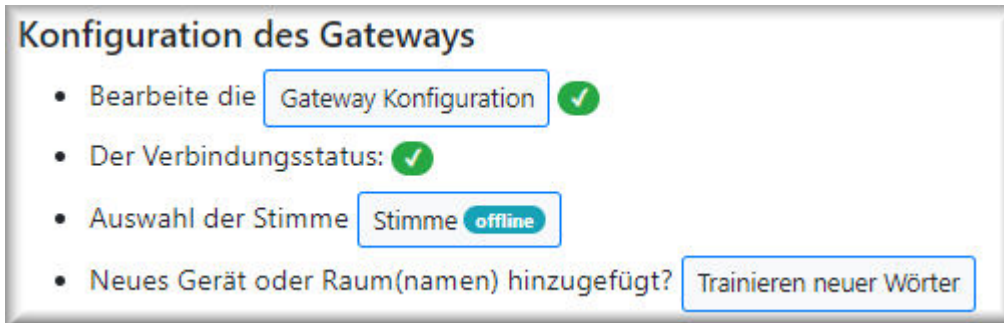 Konfiguration des Gateways
Bearbeite die Gateway Konfiguration
Der Verbindungsstatus:
Auswahl der Stimme Stimme offline
Neues Gerät oder Raum(namen) hinzugefügt? Trainieren neuer Wörter